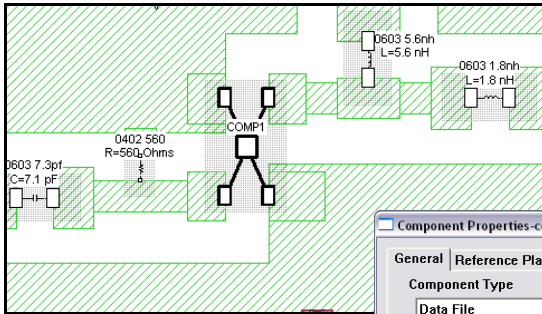 0603 5.6nh
L=5.6 nH
0603 1.8nh
L=1.8 nH
COMP1
0402 560
R=560 Ohms
0603 7.3pf
C=7.1 pF
Component Properties-c
General
Reference Pla
Component Type
Data File